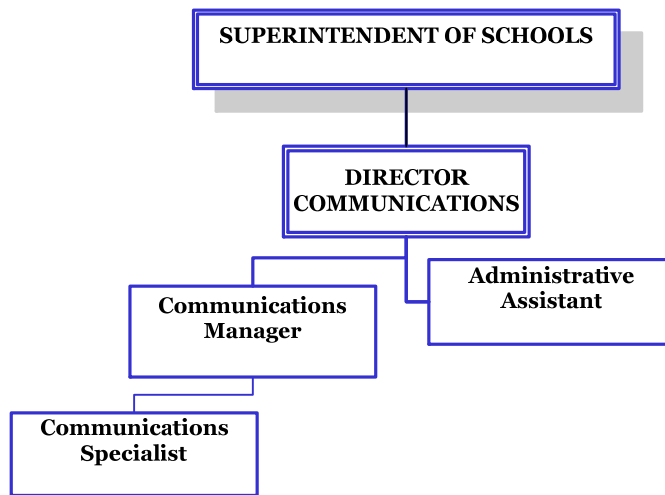 SUPERINTENDENT OF SCHOOLS
DIRECTOR
COMMUNICATIONS
Administrative
Assistant
Communications
Manager
Communications
Specialist